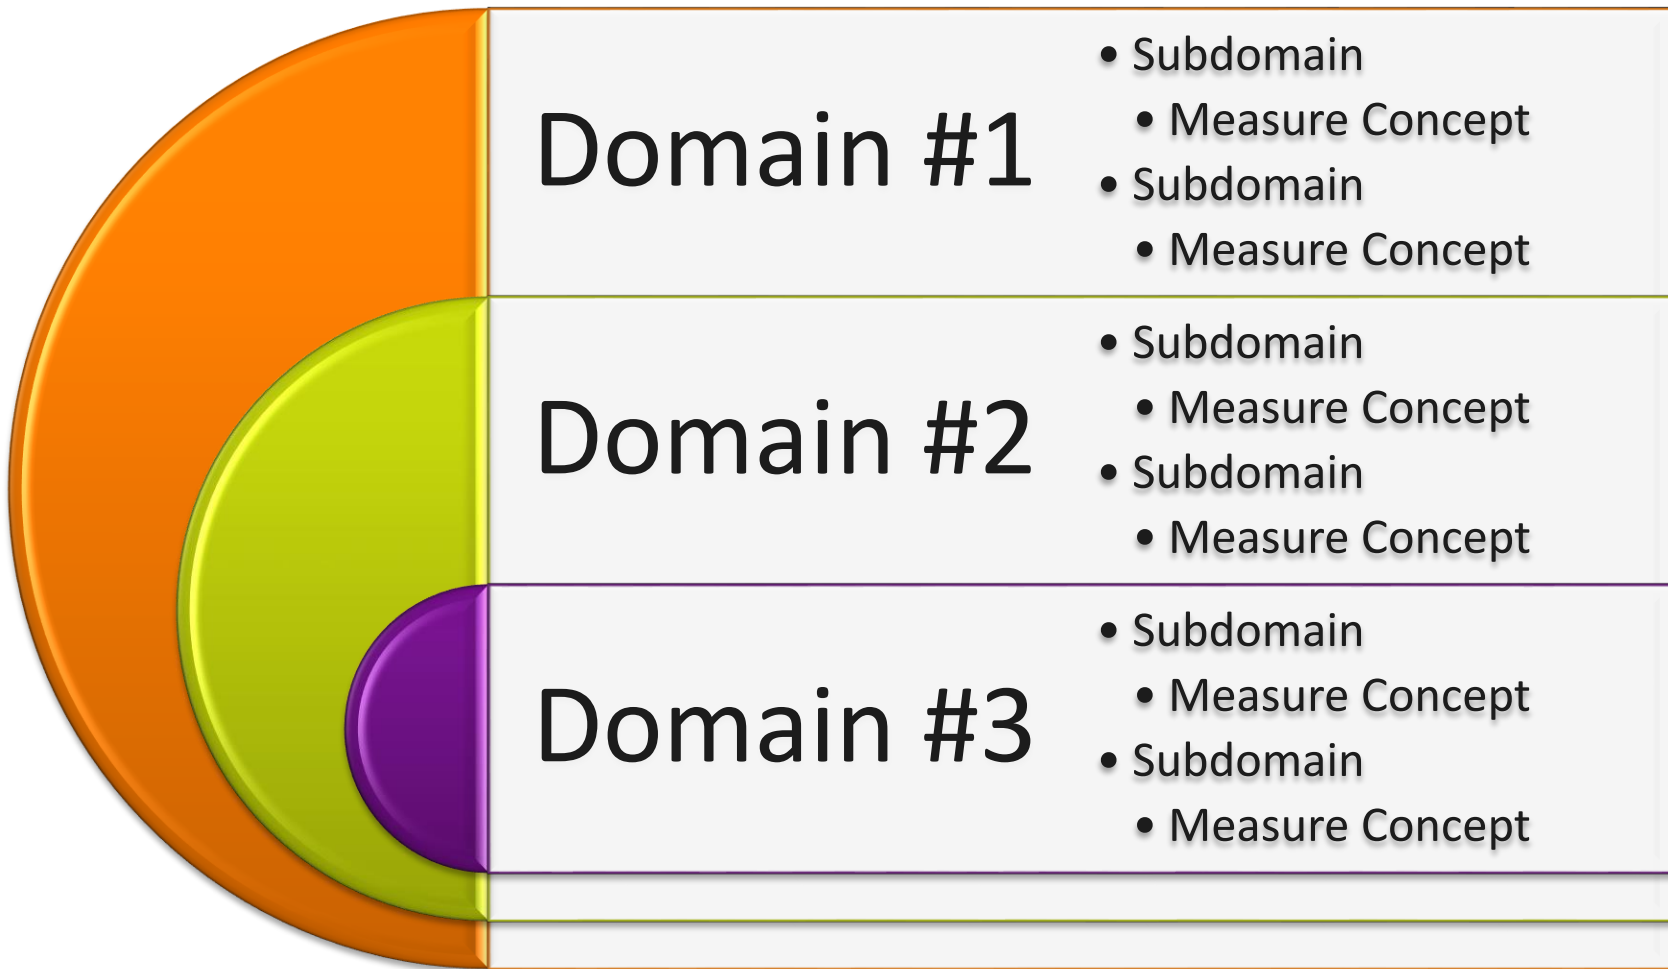 Domain #1
• Subdomain
• Measure Concept
• Subdomain
• Measure Concept
Domain #2
• Subdomain
• Measure Concept
• Subdomain
• Measure Concept
Domain #3
• Subdomain
• Measure Concept
• Subdomain
• Measure Concept